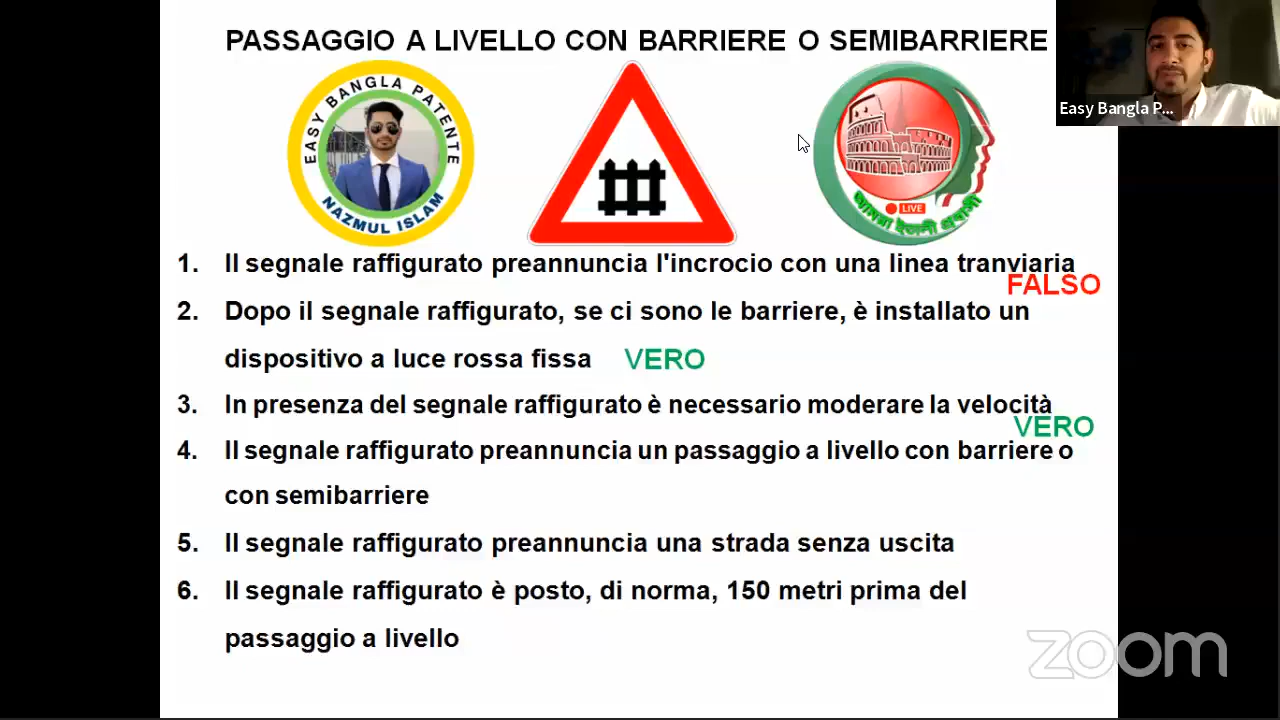 PASSAGGIO A LIVELLO CON BARRIERE O SEMIBARRIERE
Easy Bangla P...
EASY BANGLA PATENTE
NAZMUL ISLAM
LIVE
আমরা ইতালী প্রবাসী
1. Il segnale raffigurato preannuncia l'incrocio con una linea tranviaria
FALSO
2. Dopo il segnale raffigurato, se ci sono le barriere, è installato un
dispositivo a luce rossa fissa VERO
3. In presenza del segnale raffigurato è necessario moderare la velocità
VERO
4. Il segnale raffigurato preannuncia un passaggio a livello con barriere o
con semibarriere
5. Il segnale raffigurato preannuncia una strada senza uscita
6. Il segnale raffigurato è posto, di norma, 150 metri prima del
passaggio a livello
zoom